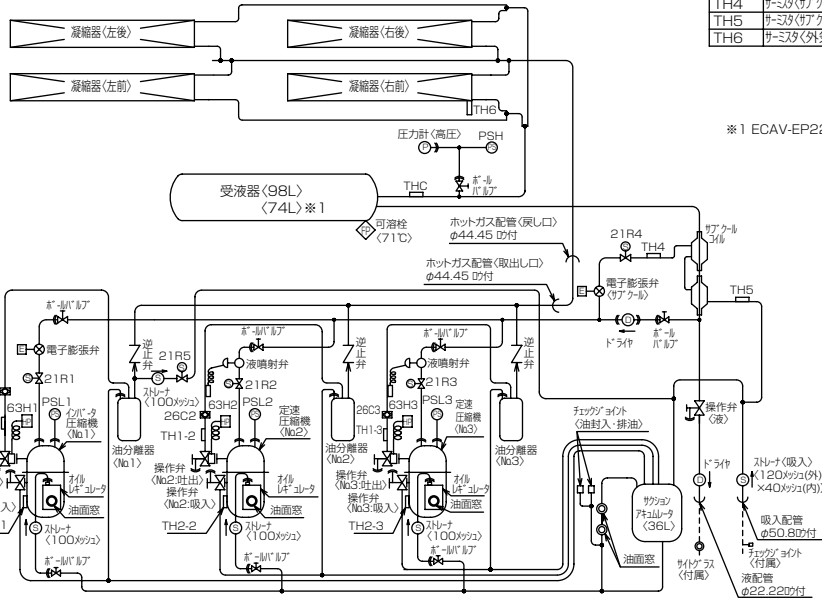 TH4
TH5 サーミスタ〈サブク
TH6 サーミスタ〈外気
※1 ECAV-EP22
凝縮器〈左後〉
凝縮器〈右後〉
凝縮器〈左前〉
凝縮器〈右前〉
TH6
圧力計〈高圧〉
PSH
P
PS
ボール
バルブ
THC
受液器〈98L〉
〈74L〉※1
FP
可溶栓
〈71℃〉
ホットガス配管〈戻し口〉
φ44.45 ロウ付
ホットガス配管〈取出し口〉
φ44.45 ロウ付
21R4
S
TH4
サブクール
コイル
E
電子膨張弁
〈サブクール〉
TH5
D
ドライヤ
ボール
バルブ
ボールバルブ
E
電子膨張弁
21R1
63H1
PSL1
インバータ
圧縮機
〈No.1〉
逆
止
弁
21R5
ストレーナ
〈100メッシュ〉
油分離器
〈No.1〉
オイル
レギュレータ
油面窓
ストレーナ
〈100メッシュ〉
ボールバルブ
ボールバルブ
液噴射弁
21R2
26C2
63H2
PSL2
TH1-2
定速
圧縮機
〈No.2〉
操作弁
〈No.2:吐出〉
操作弁
〈No.2:吸入〉
TH2-2
オイル
レギュレータ
油面窓
ストレーナ
〈100メッシュ〉
ボールバルブ
逆
止
弁
油分離器
〈No.2〉
ボールバルブ
液噴射弁
21R3
26C3
63H3
PSL3
TH1-3
定速
圧縮機
〈No.3〉
操作弁
〈No.3:吐出〉
操作弁
〈No.3:吸入〉
TH2-3
オイル
レギュレータ
油面窓
ストレーナ
〈100メッシュ〉
ボールバルブ
逆
止
弁
油分離器
〈No.3〉
チェックジョイント
〈油封入・排油〉
サクション
アキュムレータ
〈36L〉
油面窓
操作弁
〈液〉
D
ドライヤ
サイトグラス
〈付属〉
S
ストレーナ〈吸入〉
〈120メッシュ(外)
×40メッシュ(内)〉
吸入配管
φ50.8ロウ付
チェックジョイント
〈付属〉
液配管
φ22.22ロウ付